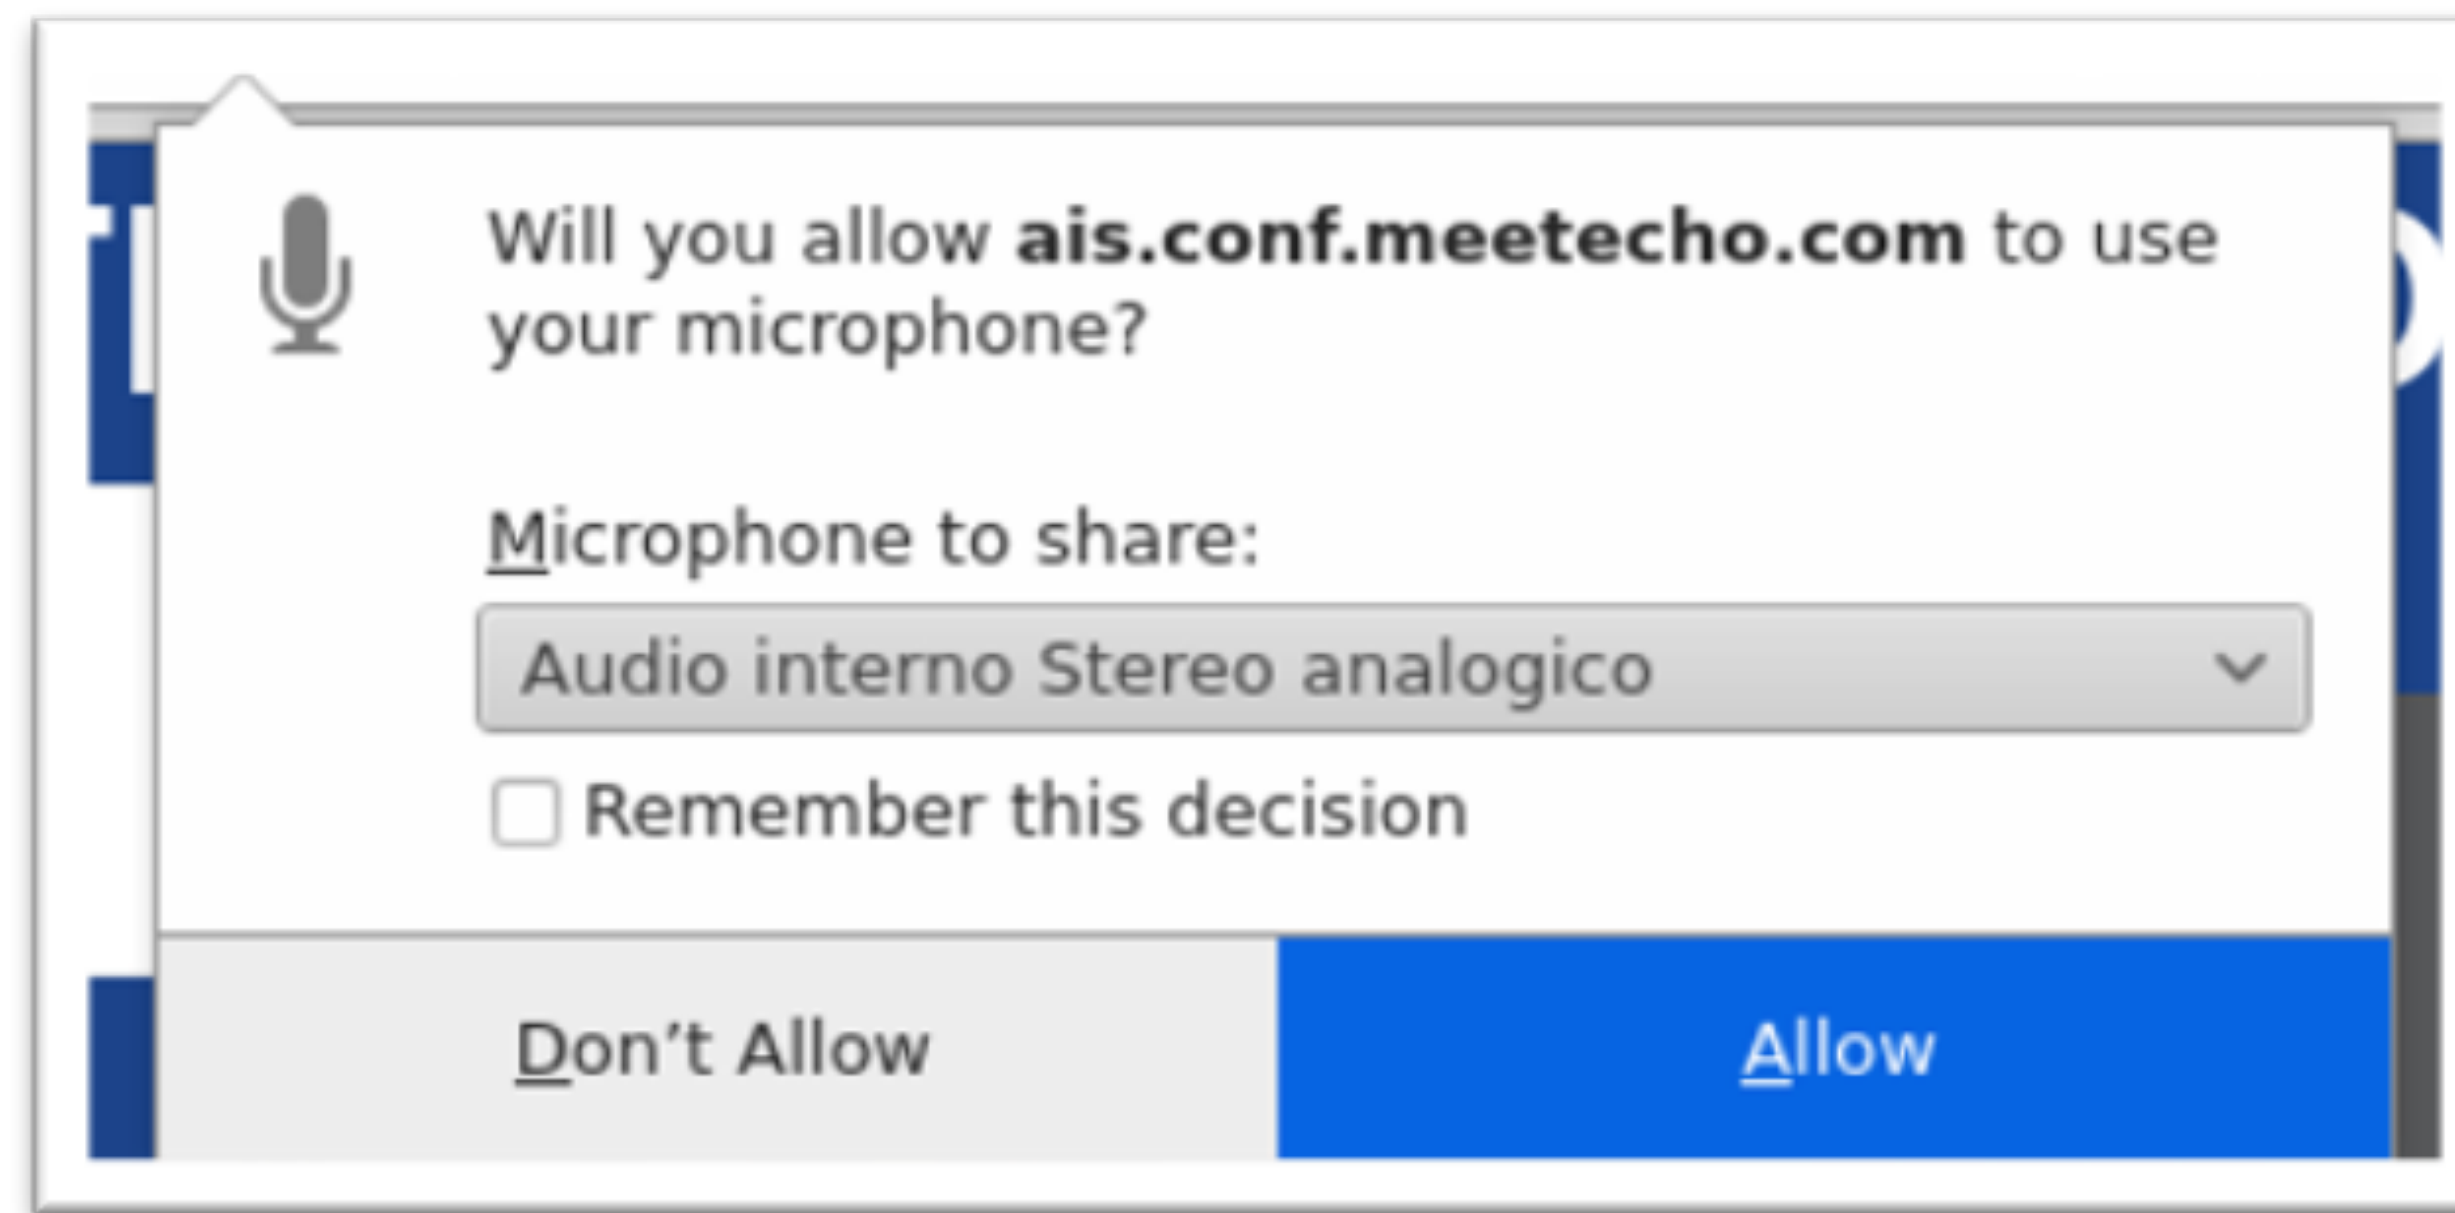 Will you allow ais.conf.meetecho.com to use
your microphone?
Microphone to share:
Audio interno Stereo analogico
Remember this decision
Don’t Allow
Allow